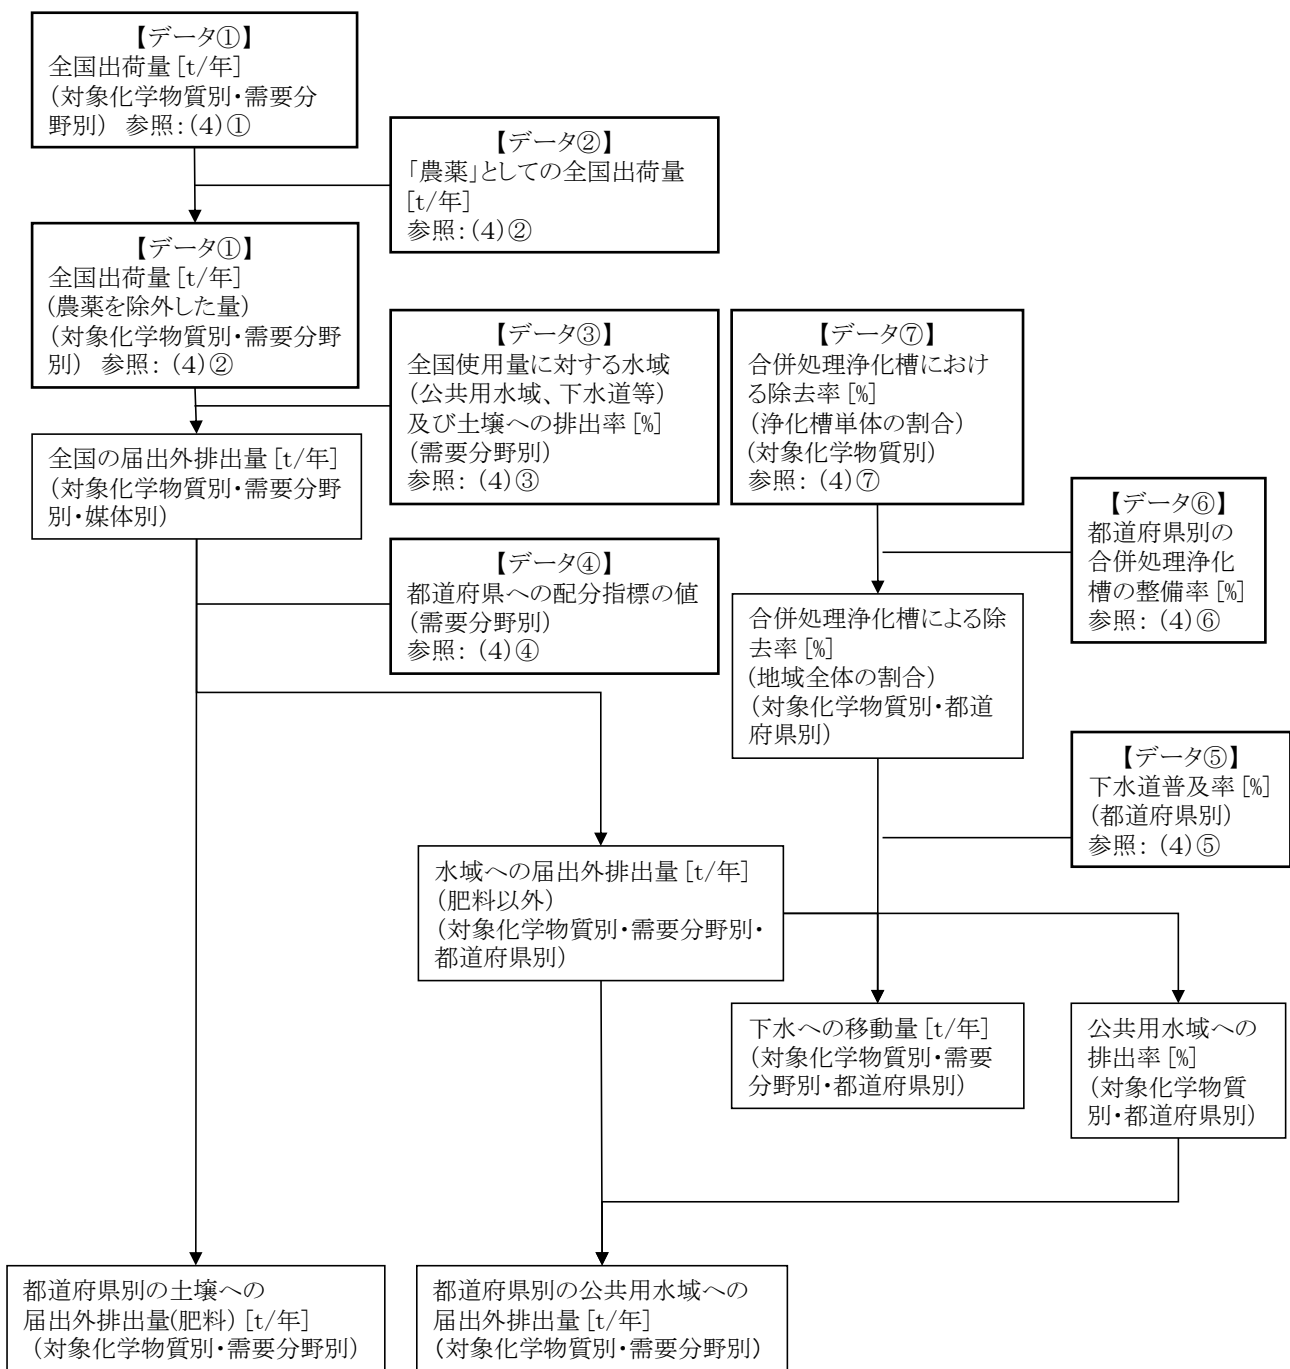 【データ①】
全国出荷量[t/年]
(対象化学物質別・需要分
野別) 参照:(4)①
【データ②】
「農薬」としての全国出荷量
[t/年]
参照:(4)②
【データ①】
全国出荷量[t/年]
(農薬を除外した量)
(対象化学物質別・需要分野
別) 参照:(4)②
【データ③】
全国使用量に対する水域
(公共用水域、下水道等)
及び土壌への排出率[%]
(需要分野別)
参照:(4)③
【データ⑦】
合併処理浄化槽におけ
る除去率[%]
(浄化槽単体の割合)
(対象化学物質別)
参照:(4)⑦
全国の届出外排出量[t/年]
(対象化学物質別・需要分野
別・媒体別)
【データ⑥】
都道府県別の
合併処理浄化
槽の整備率[%]
参照:(4)⑥
【データ④】
都道府県への配分指標の値
(需要分野別)
参照:(4)④
合併処理浄化槽による除
去率[%]
(地域全体の割合)
(対象化学物質別・都道
府県別)
【データ⑤】
下水道普及率[%]
(都道府県別)
参照:(4)⑤
水域への届出外排出量[t/年]
(肥料以外)
(対象化学物質別・需要分野別・
都道府県別)
下水への移動量[t/年]
(対象化学物質別・需要
分野別・都道府県別)
公共用水域への
排出率[%]
(対象化学物質
別・都道府県別)
都道府県別の土壌への
届出外排出量(肥料)[t/年]
(対象化学物質別・需要分野別)
都道府県別の公共用水域への
届出外排出量[t/年]
(対象化学物質別・需要分野別)